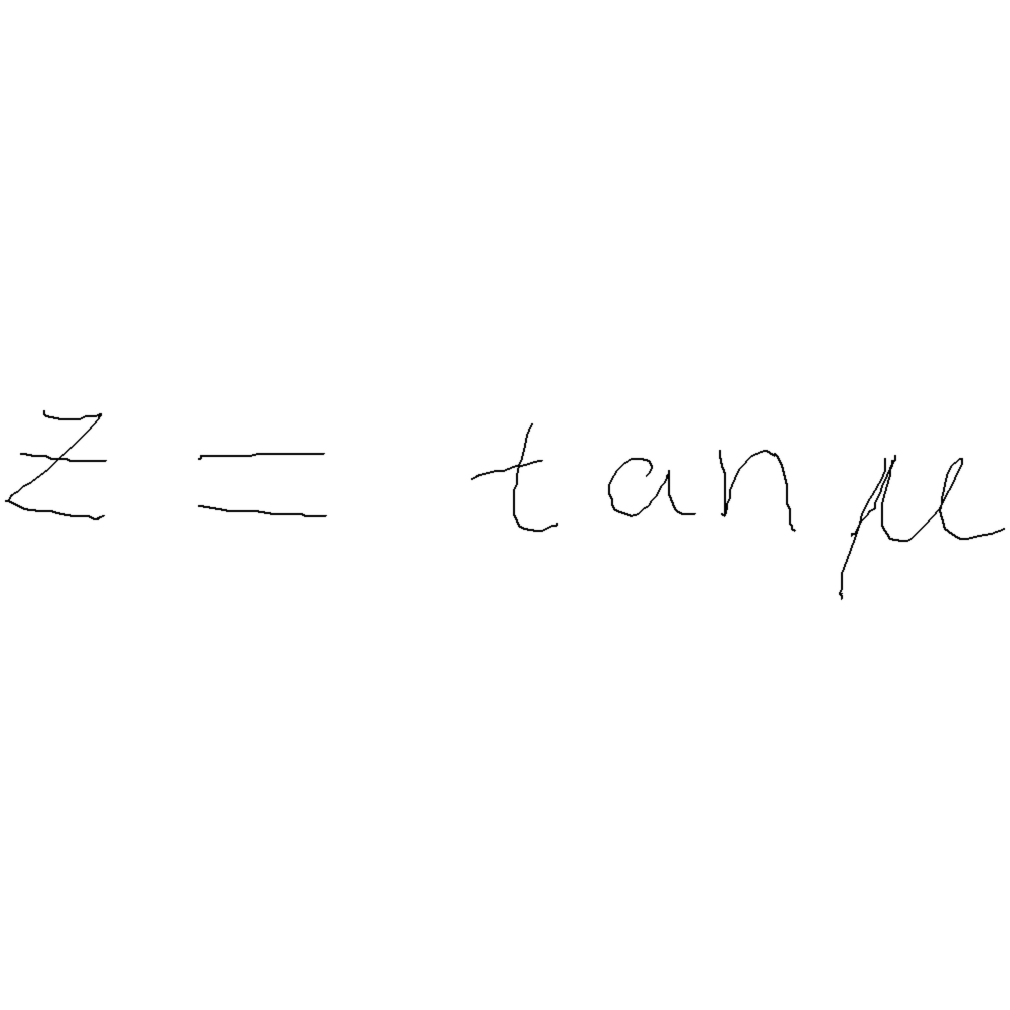 z = tan μ